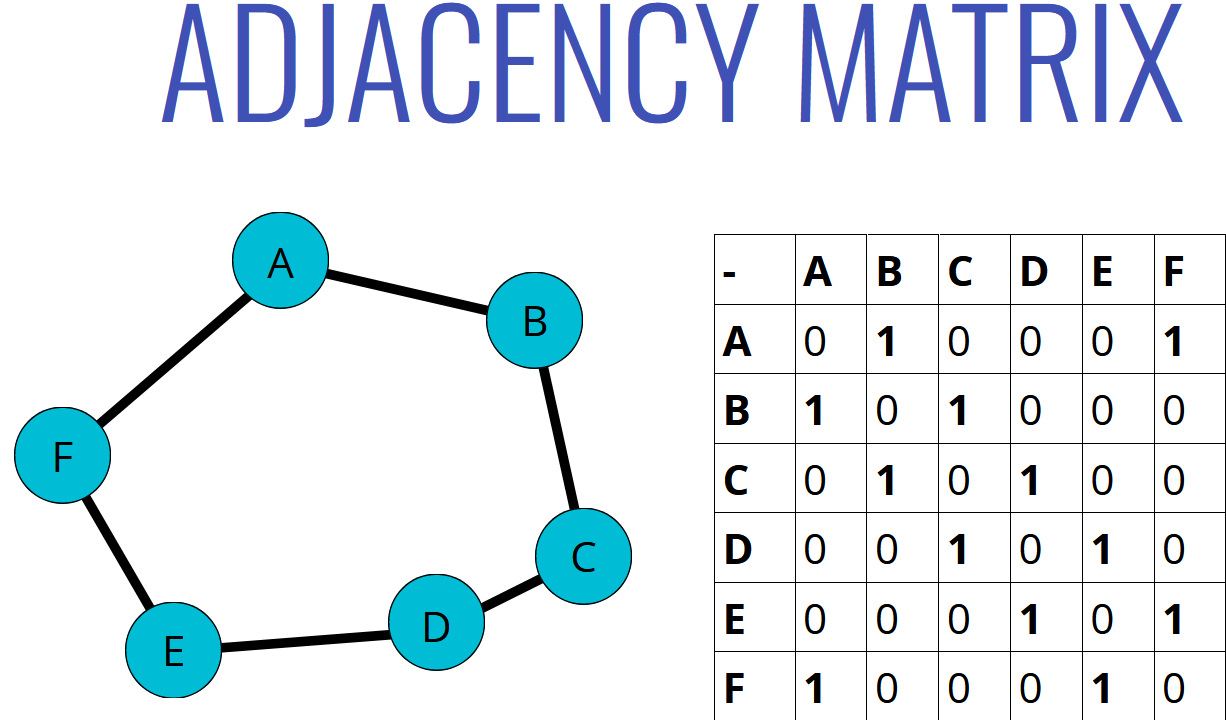 ADJACENCY MATRIX
A
B
F
C
D
E
- A B C D E F
A 0 1 0 0 0 1
B 1 0 1 0 0 0
C 0 1 0 1 0 0
D 0 0 1 0 1 0
E 0 0 0 1 0 1
F 1 0 0 0 1 0